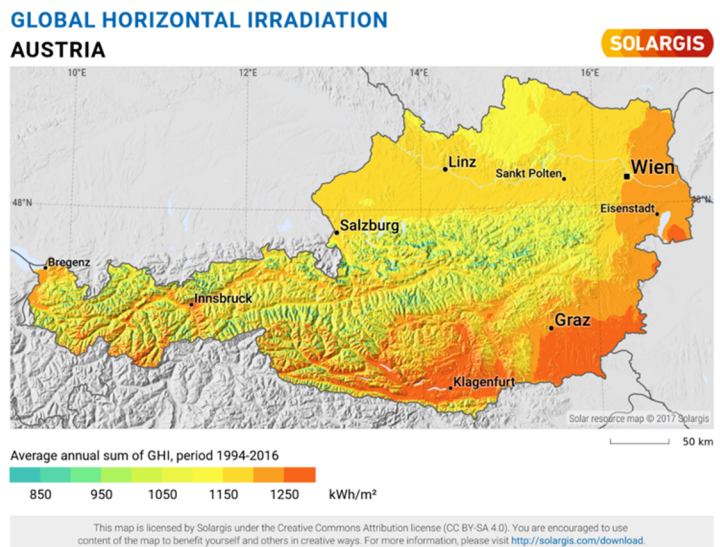 GLOBAL HORIZONTAL IRRADIATION
AUSTRIA
SOLARGIS
10°E
12°E
14°E
16°E
Linz
Sankt Polten
Wien
48°N
48°N
Eisenstadt
Salzburg
Bregenz
Innsbruck
Graz
Klagenfurt
Solar resource map © 2017 Solargis
50 km
Average annual sum of GHI, period 1994-2016
850 950 1050 1150 1250 kWh/m²
This map is licensed by Solargis under the Creative Commons Attribution license (CC BY-SA 4.0). You are encouraged to use
content of the map to benefit yourself and others in creative ways. For more information, please visit http://solargis.com/download.